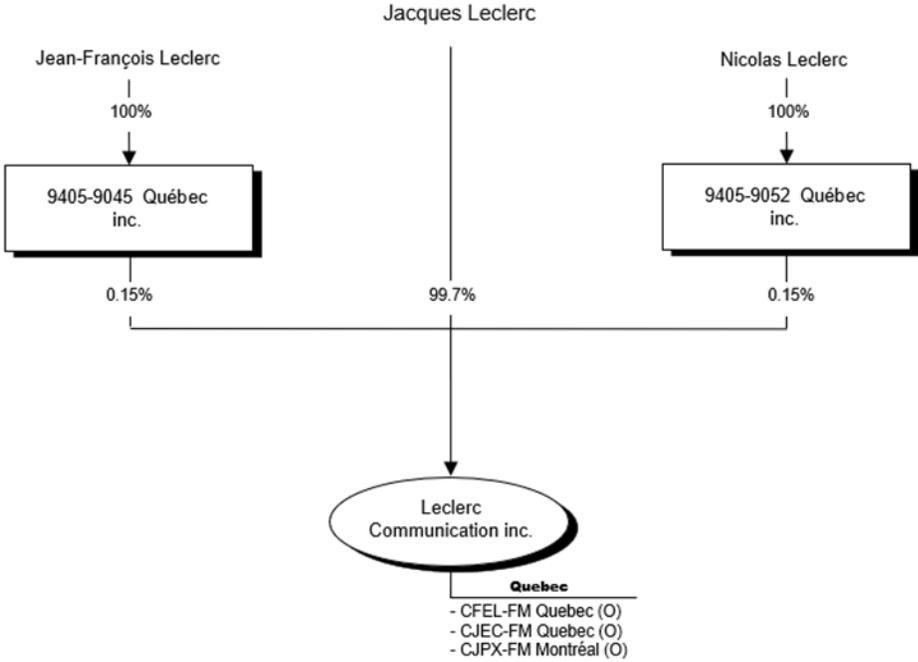 Jacques Leclerc
Jean-François Leclerc
Nicolas Leclerc
100%
100%
9405-9045 Québec
inc.
9405-9052 Québec
inc.
0.15%
99.7%
0.15%
Leclerc
Communication inc.
Quebec
- CFEL-FM Quebec (O)
- CJEC-FM Quebec (O)
- CJPX-FM Montréal (O)